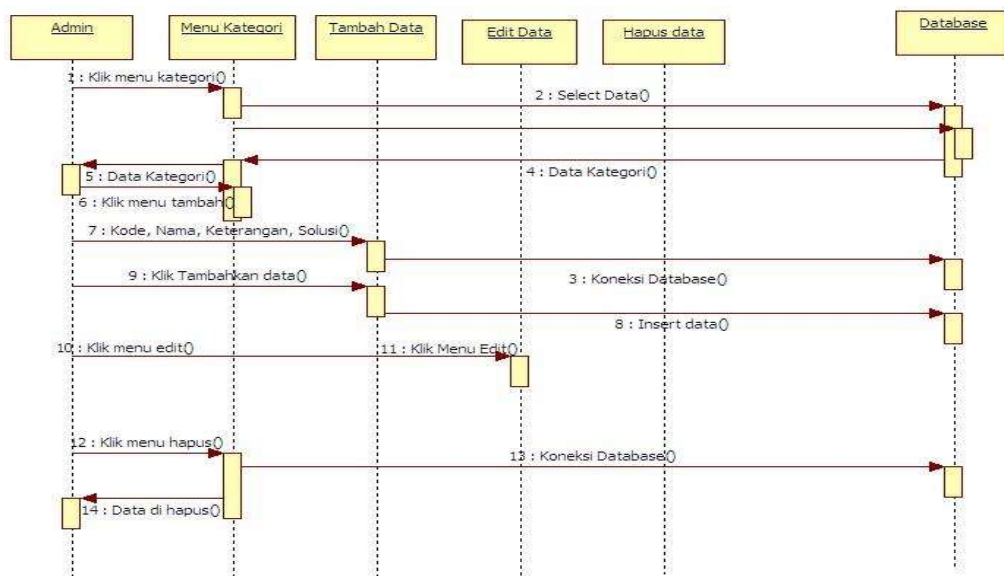 Admin
Menu Kategori
Tambah Data
Edit Data
Hapus data
Database
1 : Klik menu kategori()
2 : Select Data()
4 : Data Kategori()
5 : Data Kategori()
6 : Klik menu tambah()
7 : Kode, Nama, Keterangan, Solusi()
9 : Klik Tambahkan data()
3 : Koneksi Database()
8 : Insert data()
10 : Klik menu edit()
11 : Klik Menu Edit()
12 : Klik menu hapus()
13 : Koneksi Database()
14 : Data di hapus()